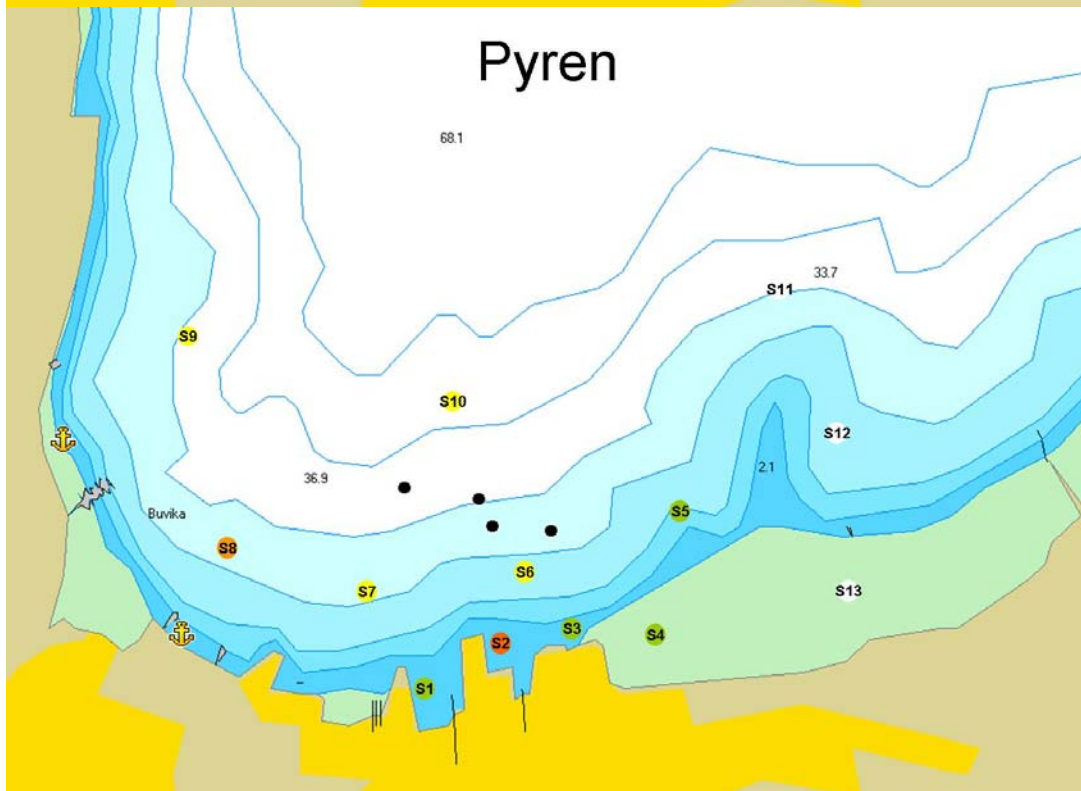 Pyren
68.1
33.7
S11
S9
S10
S12
2.1
36.9
Buvika
S5
S8
S6
S7
S13
S3
S4
S2
S1